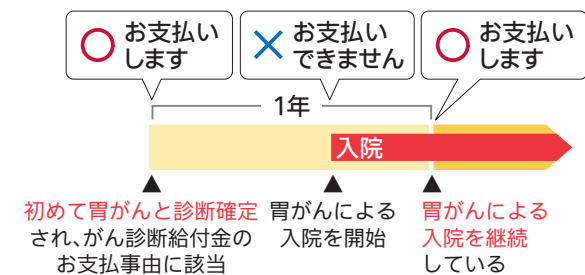 お支払い
します
お支払い
できません
お支払い
します
1年
入院
初めて胃がんと診断確定
され、がん診断給付金の
お支払事由に該当
胃がんによる
入院を開始
胃がんによる
入院を継続
している